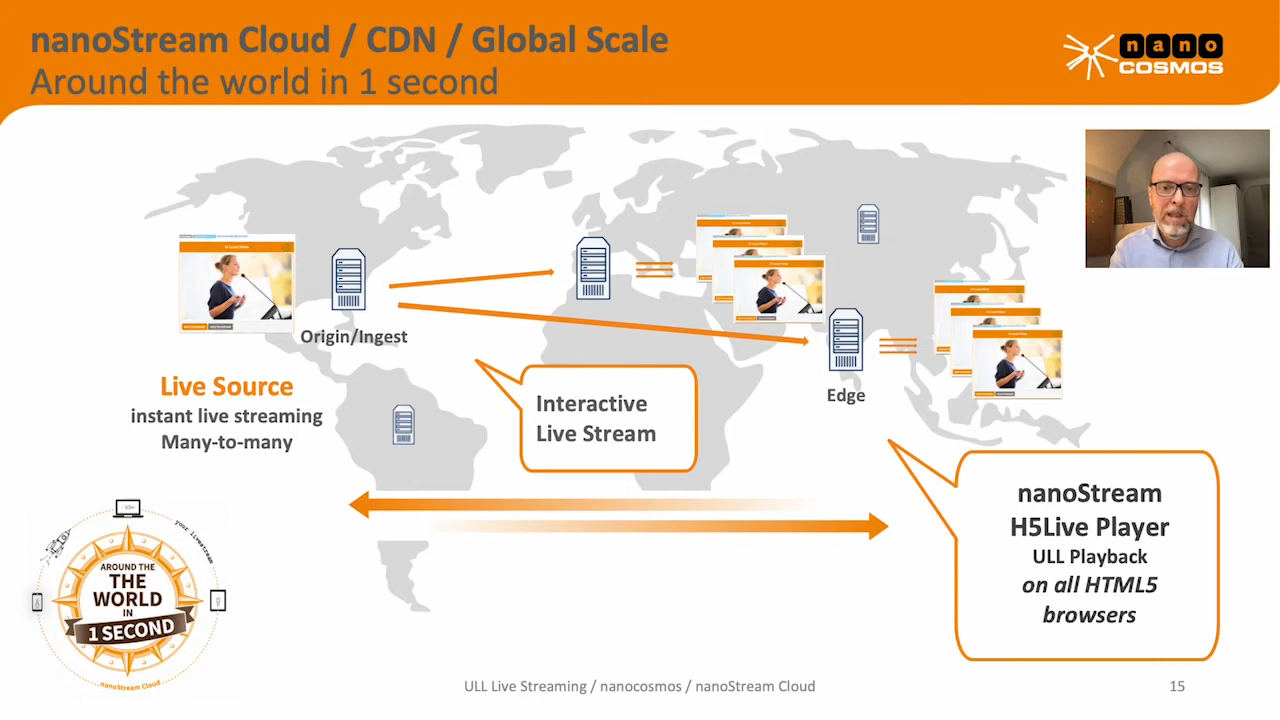 nanoStream Cloud / CDN / Global Scale
Around the world in 1 second
nano
COSMOS
Origin/Ingest
Live Source
instant live streaming
Many-to-many
Interactive
Live Stream
Edge
nanoStream
H5Live Player
ULL Playback
on all HTML5
browsers
your livestream
AROUND THE
THE
WORLD
IN
1 SECOND
nanoStream Cloud
ULL Live Streaming / nanocosmos / nanoStream Cloud
15